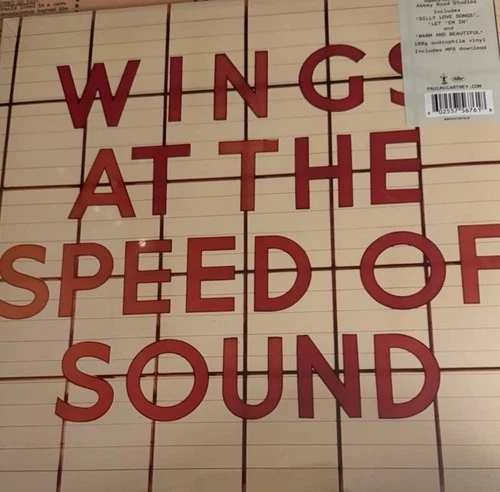 Abbey Road Studios
Includes
'SILLY LOVE SONGS',
'LET 'EM IN'
and
'WARM AND BEAUTIFUL'
180g audiophile vinyl
Includes MP3 download
PAULMcCARTNEY.COM
WINGS
AT THE
SPEED OF
SOUND